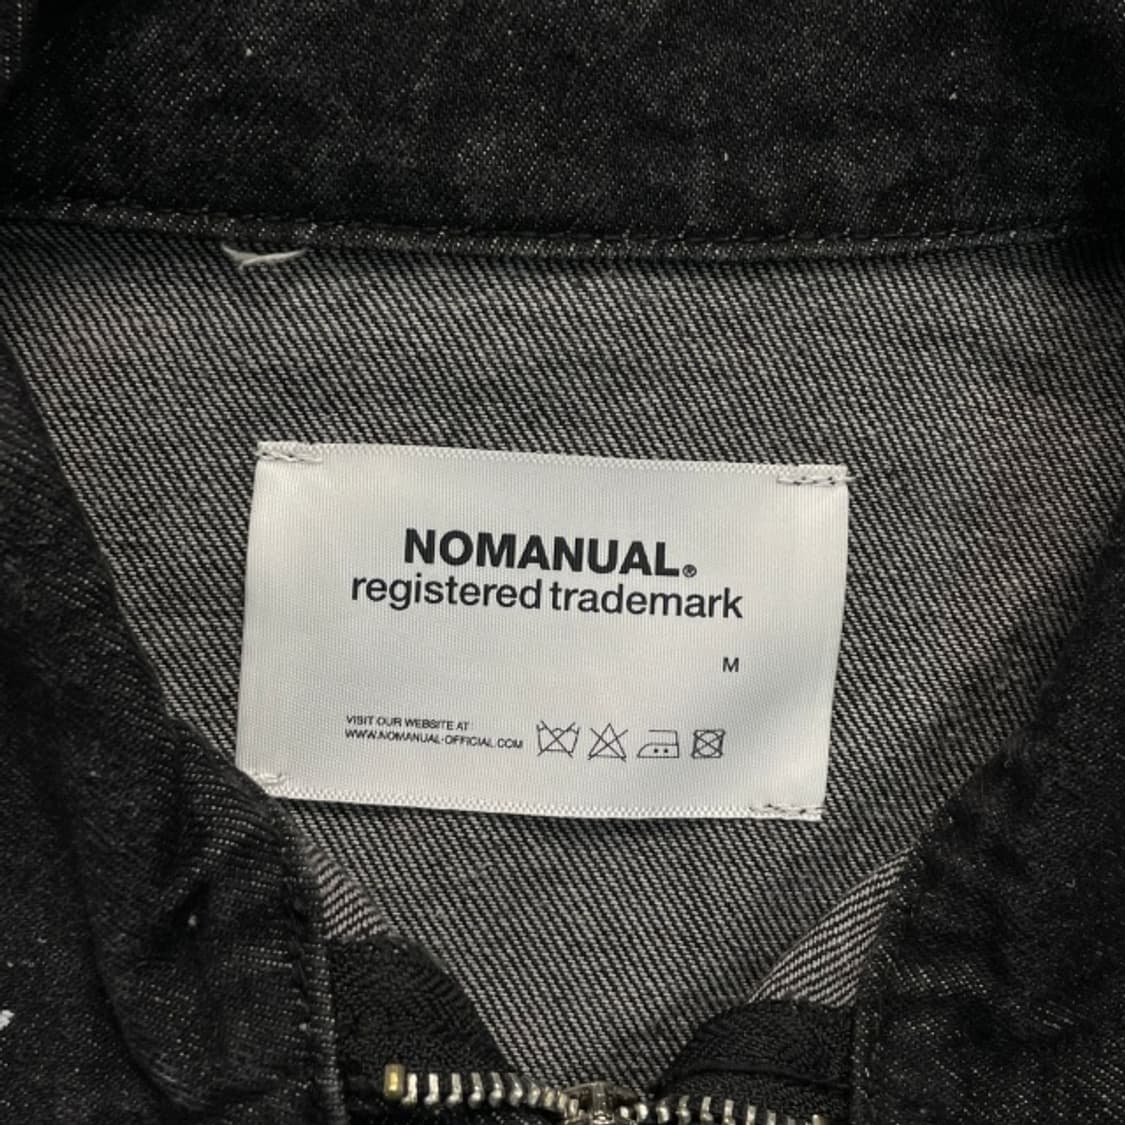 NOMANUAL®
registered trademark
M
VISIT OUR WEBSITE AT
WWW.NOMANUAL-OFFICIAL.COM